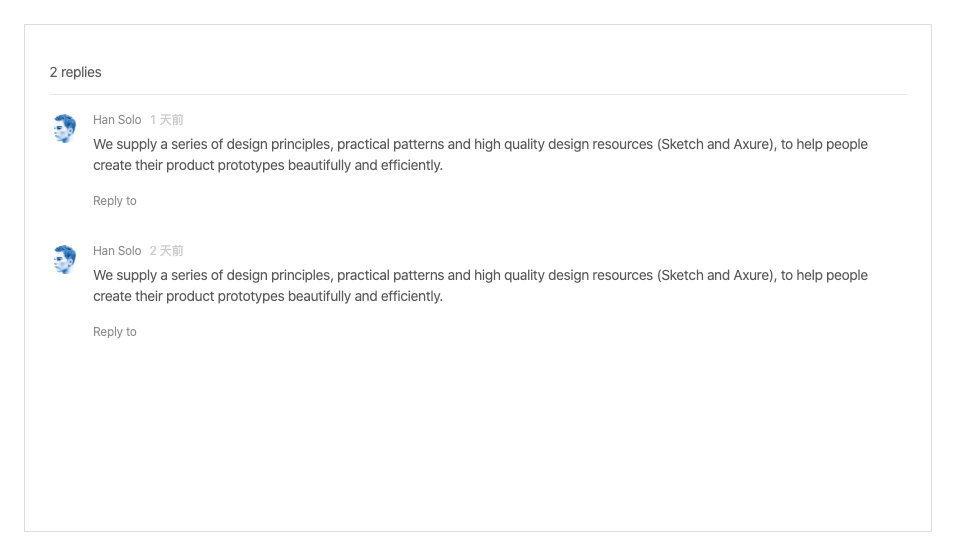 2 replies
Han Solo 1 天前
We supply a series of design principles, practical patterns and high quality design resources (Sketch and Axure), to help people
create their product prototypes beautifully and efficiently.
Reply to
Han Solo 2 天前
We supply a series of design principles, practical patterns and high quality design resources (Sketch and Axure), to help people
create their product prototypes beautifully and efficiently.
Reply to